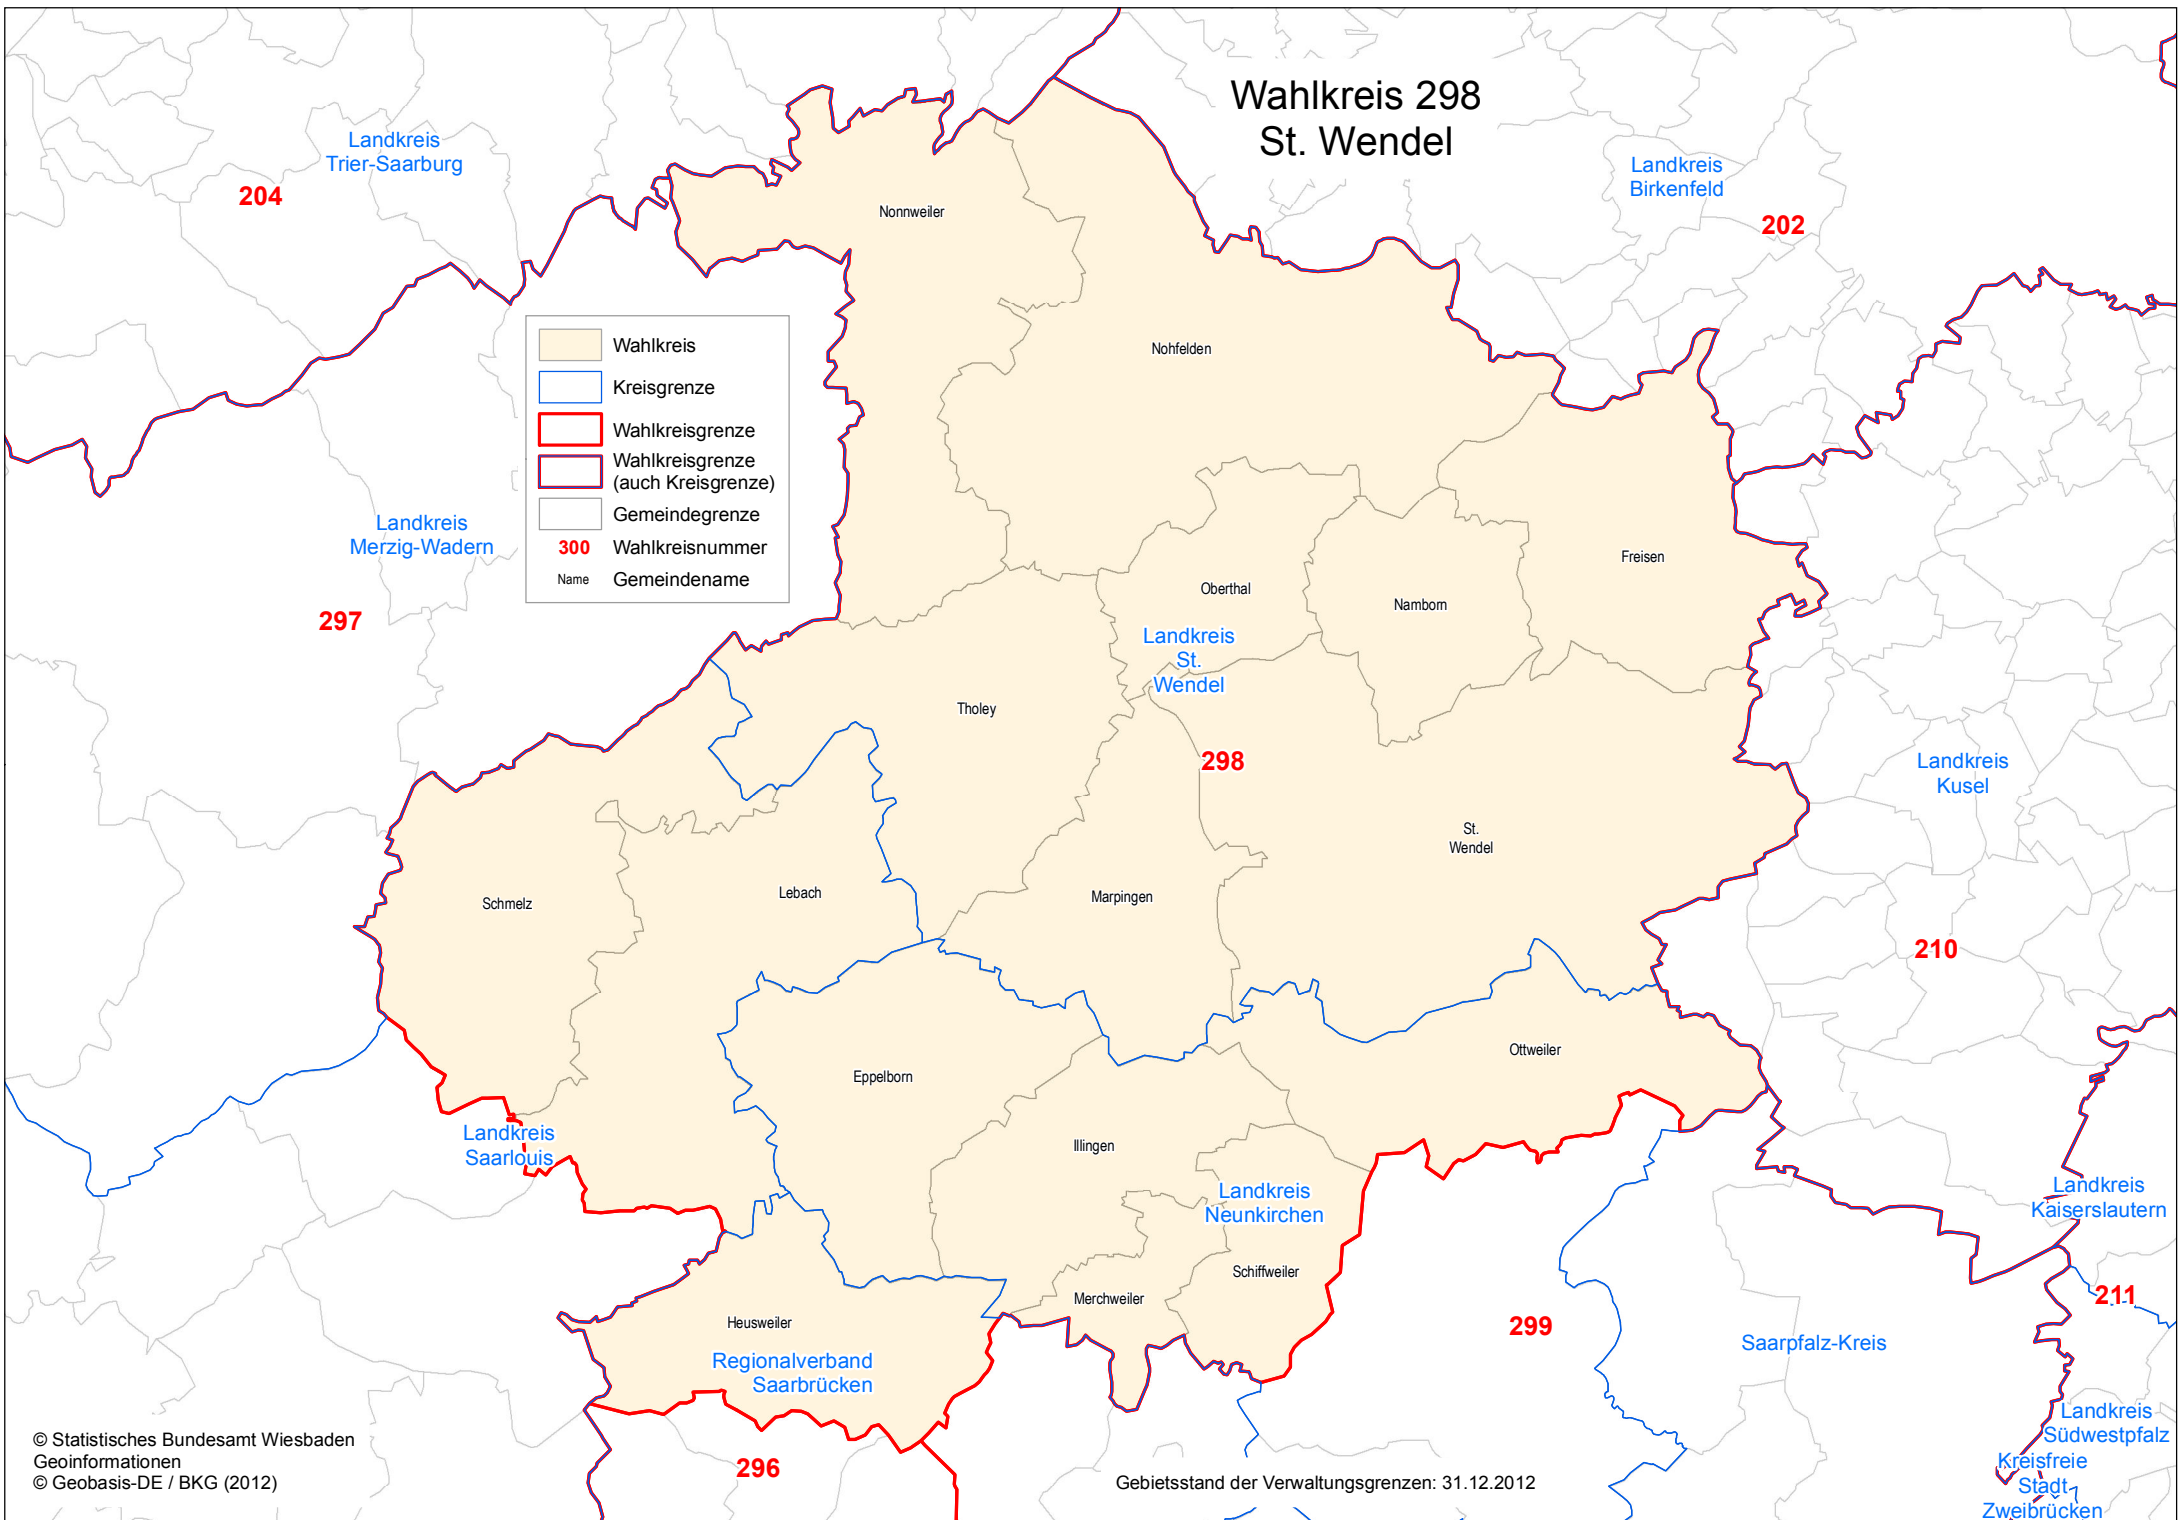 Wahlkreis 298
St. Wendel
Landkreis
Trier-Saarburg
204
Landkreis
Birkenfeld
202
Nonnweiler
Nohfelden
Wahlkreis
Kreisgrenze
Wahlkreisgrenze
Wahlkreisgrenze
(auch Kreisgrenze)
Gemeindegrenze
300 Wahlkreisnummer
Name Gemeindename
Landkreis
Merzig-Wadern
297
Freisen
Oberthal
Namborn
Landkreis
St.
Wendel
Tholey
298
Landkreis
Kusel
St.
Wendel
Schmelz
Lebach
Marpingen
210
Ottweiler
Eppelborn
Illingen
Landkreis
Saarlouis
Landkreis
Neunkirchen
Landkreis
Kaiserslautern
Schiffweiler
Merchweiler
211
Heusweiler
299
Saarpfalz-Kreis
Regionalverband
Saarbrücken
Landkreis
Südwestpfalz
Kreisfreie
Stadt
Zweibrücken
296
© Statistisches Bundesamt Wiesbaden
Geoinformationen
© Geobasis-DE / BKG (2012)
Gebietsstand der Verwaltungsgrenzen: 31.12.2012